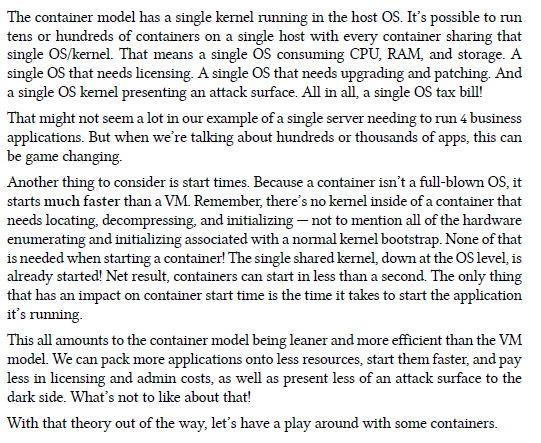 The container model has a single kernel running in the host OS. It’s possible to run
tens or hundreds of containers on a single host with every container sharing that
single OS/kernel. That means a single OS consuming CPU, RAM, and storage. A
single OS that needs licensing. A single OS that needs upgrading and patching. And
a single OS kernel presenting an attack surface. All in all, a single OS tax bill!
That might not seem a lot in our example of a single server needing to run 4 business
applications. But when we’re talking about hundreds or thousands of apps, this can
be game changing.
Another thing to consider is start times. Because a container isn’t a full-blown OS, it
starts much faster than a VM. Remember, there’s no kernel inside of a container that
needs locating, decompressing, and initializing — not to mention all of the hardware
enumerating and initializing associated with a normal kernel bootstrap. None of that
is needed when starting a container! The single shared kernel, down at the OS level, is
already started! Net result, containers can start in less than a second. The only thing
that has an impact on container start time is the time it takes to start the application
it’s running.
This all amounts to the container model being leaner and more efficient than the VM
model. We can pack more applications onto less resources, start them faster, and pay
less in licensing and admin costs, as well as present less of an attack surface to the
dark side. What’s not to like about that!
With that theory out of the way, let’s have a play around with some containers.